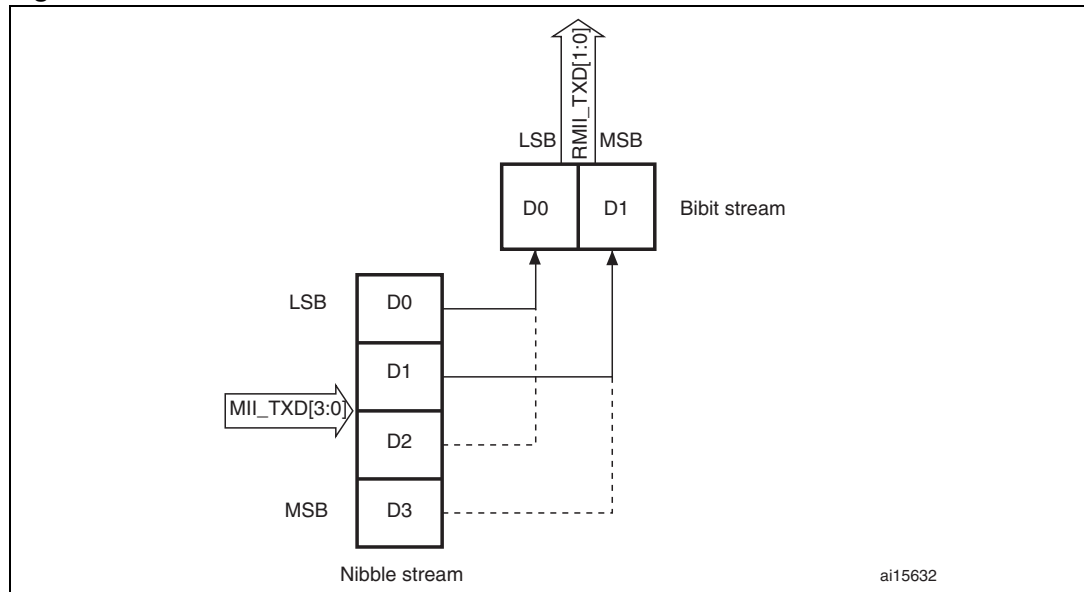 RMII_TXD[1:0]
LSB MSB
D0 D1 Bibit stream
LSB D0
D1
MII_TXD[3:0]
D2
MSB D3
Nibble stream
ai15632